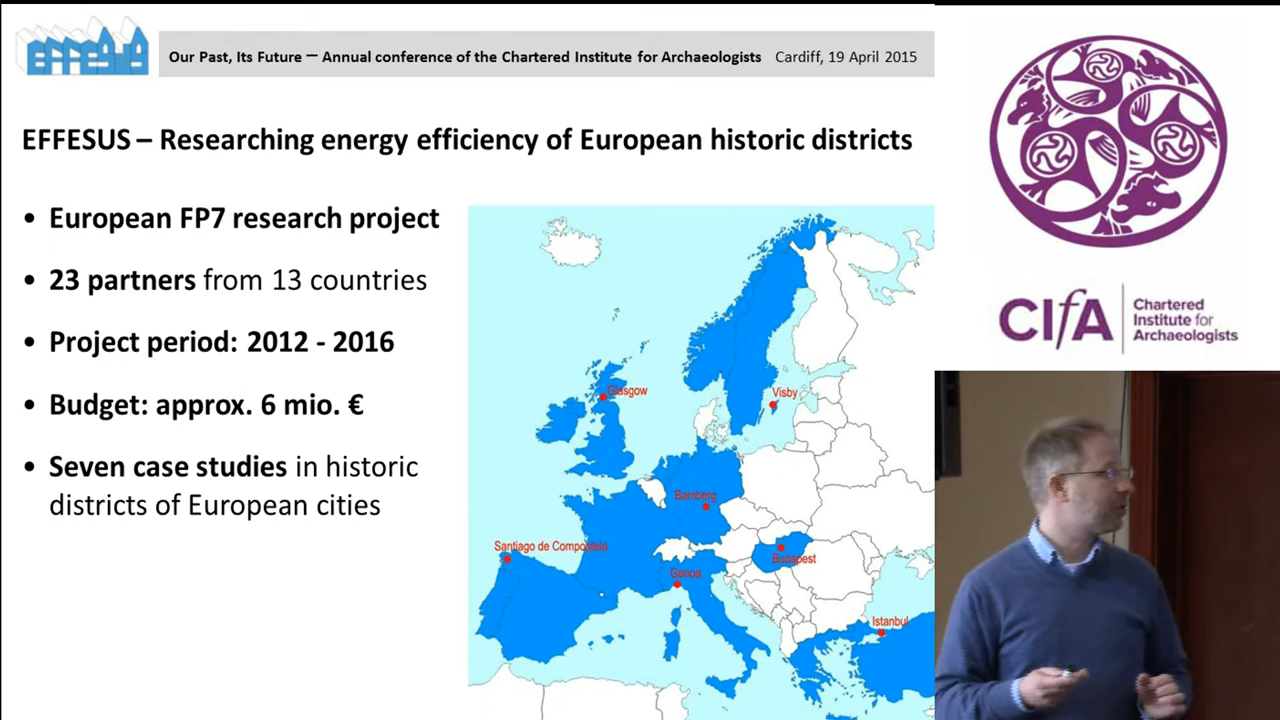 EFFESUS
Our Past, Its Future — Annual conference of the Chartered Institute for Archaeologists Cardiff, 19 April 2015
EFFESUS – Researching energy efficiency of European historic districts
• European FP7 research project
• 23 partners from 13 countries
• Project period: 2012 - 2016
• Budget: approx. 6 mio. €
• Seven case studies in historic
districts of European cities
Glasgow
Visby
Bamberg
Santiago de Compostela
Budapest
Genoa
Istanbul
CIfA
Chartered
Institute for
Archaeologists